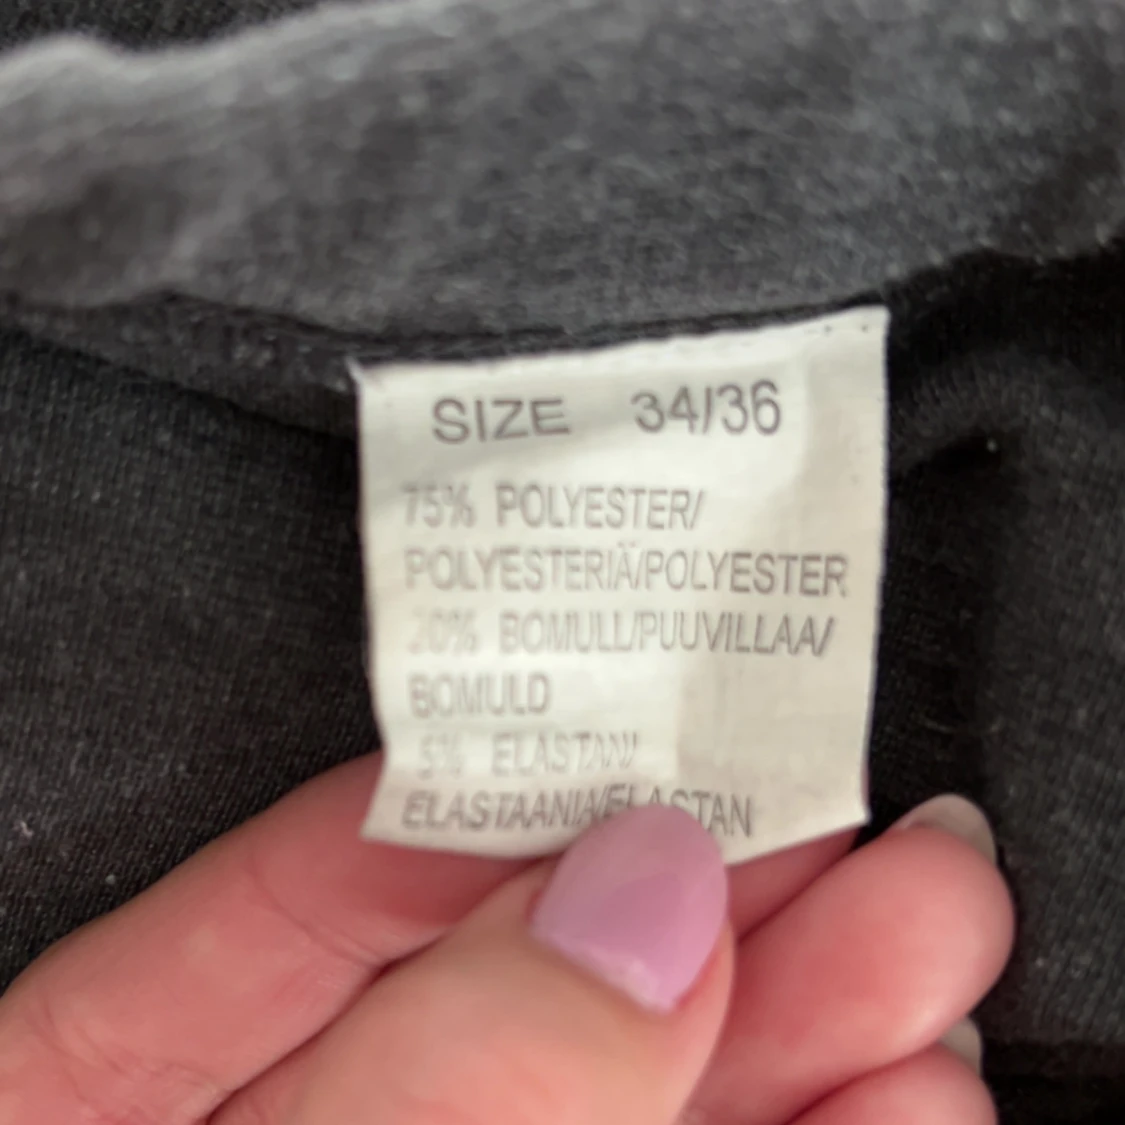 SIZE 34/36
75% POLYESTER/
POLYESTERIÄ/POLYESTER
20% BOMULL/PUUVILLAA/
BOMULD
5% ELASTAN/
ELASTAANIA/ELASTAN